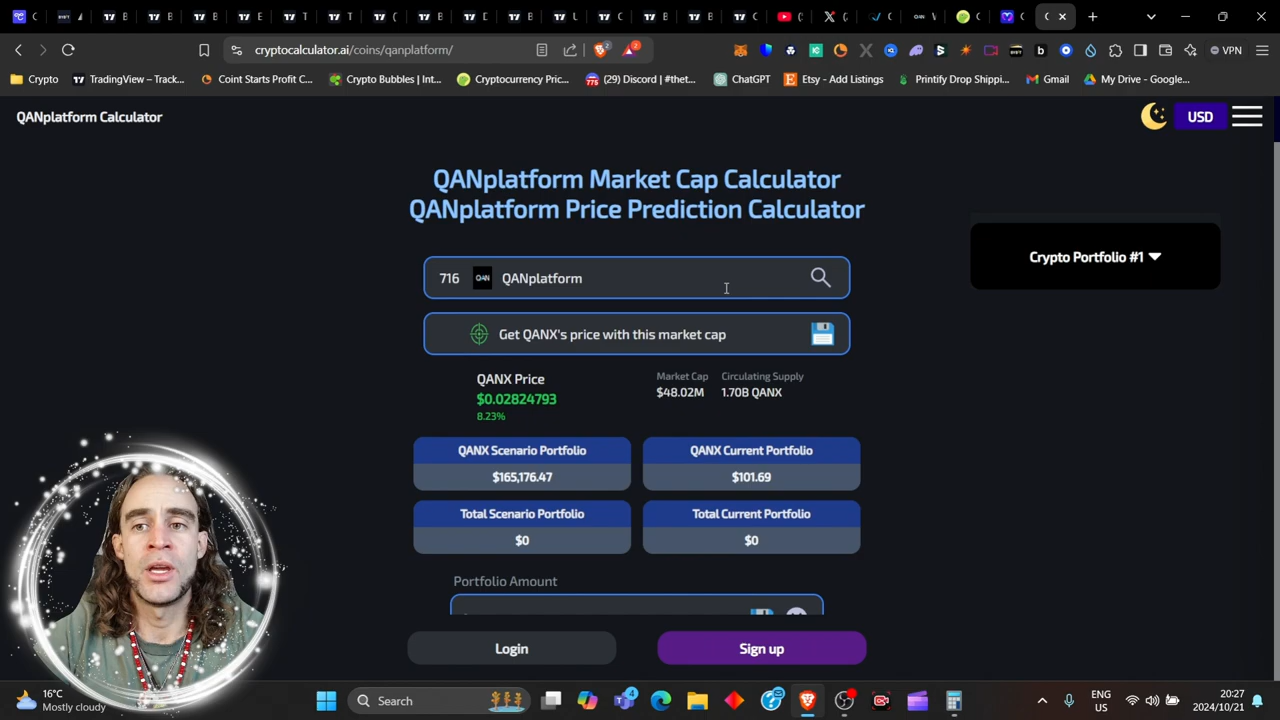 cryptocalculator.ai/coins/qanplatform/
2
2
VPN
Crypto
TradingView – Track...
Coint Starts Profit C...
Crypto Bubbles | Int...
Cryptocurrency Pric...
(29) Discord | #thet...
ChatGPT
Etsy - Add Listings
Printify Drop Shippi...
Gmail
My Drive - Google...
QANplatform Calculator
USD
QANplatform Market Cap Calculator
QANplatform Price Prediction Calculator
716 QAN QANplatform
Crypto Portfolio #1
Get QANX's price with this market cap
QANX Price
$0.02824793
8.23%
Market Cap
$48.02M
Circulating Supply
1.70B QANX
QANX Scenario Portfolio
$165,176.47
QANX Current Portfolio
$101.69
Total Scenario Portfolio
$0
Total Current Portfolio
$0
Portfolio Amount
Login
Sign up
16°C
Mostly cloudy
Search
4
ENG
US
20:27
2024/10/21